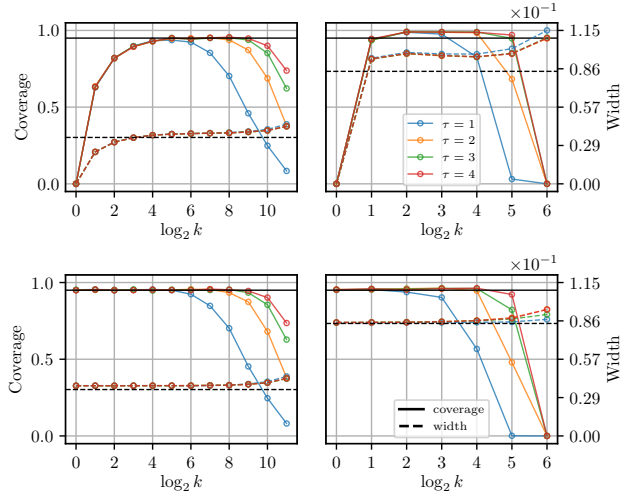 ×10⁻¹
1.0
0.5
0.0
Coverage
0 2 4 6 8 10
log₂ k
1.15
0.86
0.57
0.29
0.00
Width
0 1 2 3 4 5 6
log₂ k
τ = 1
τ = 2
τ = 3
τ = 4
×10⁻¹
1.0
0.5
0.0
Coverage
0 2 4 6 8 10
log₂ k
1.15
0.86
0.57
0.29
0.00
Width
0 1 2 3 4 5 6
log₂ k
coverage
width